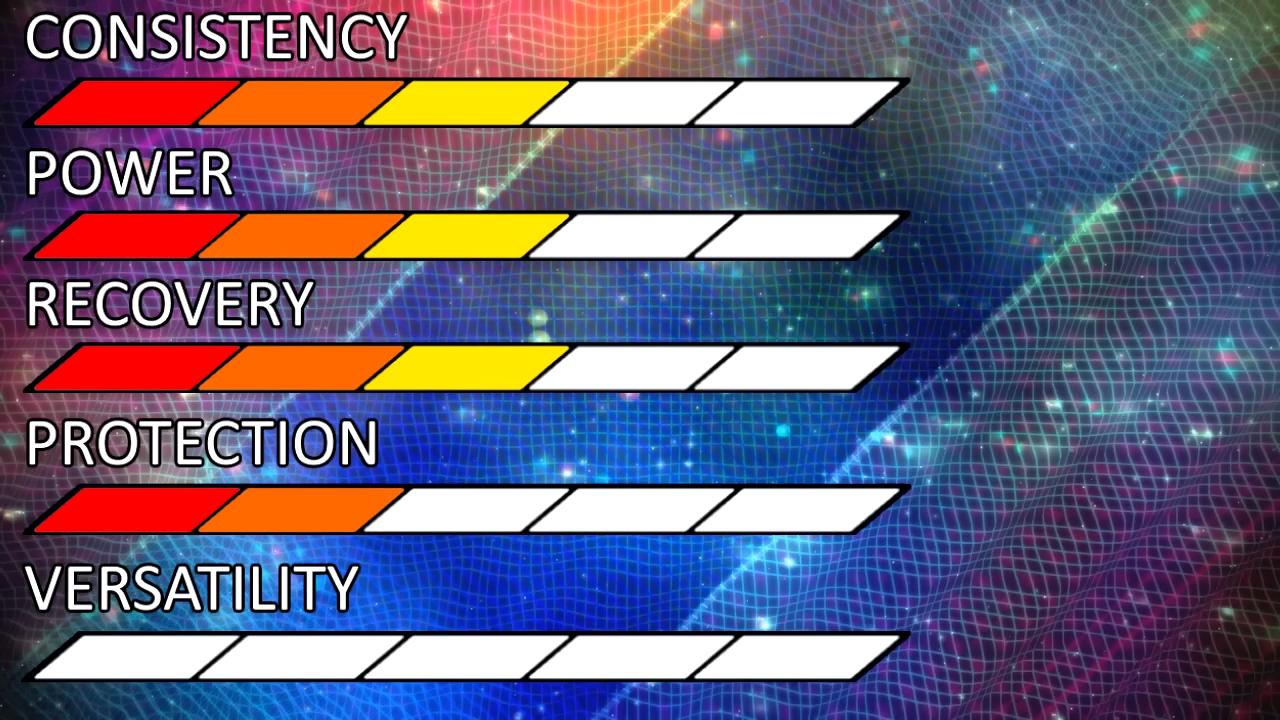 CONSISTENCY
POWER
RECOVERY
PROTECTION
VERSATILITY